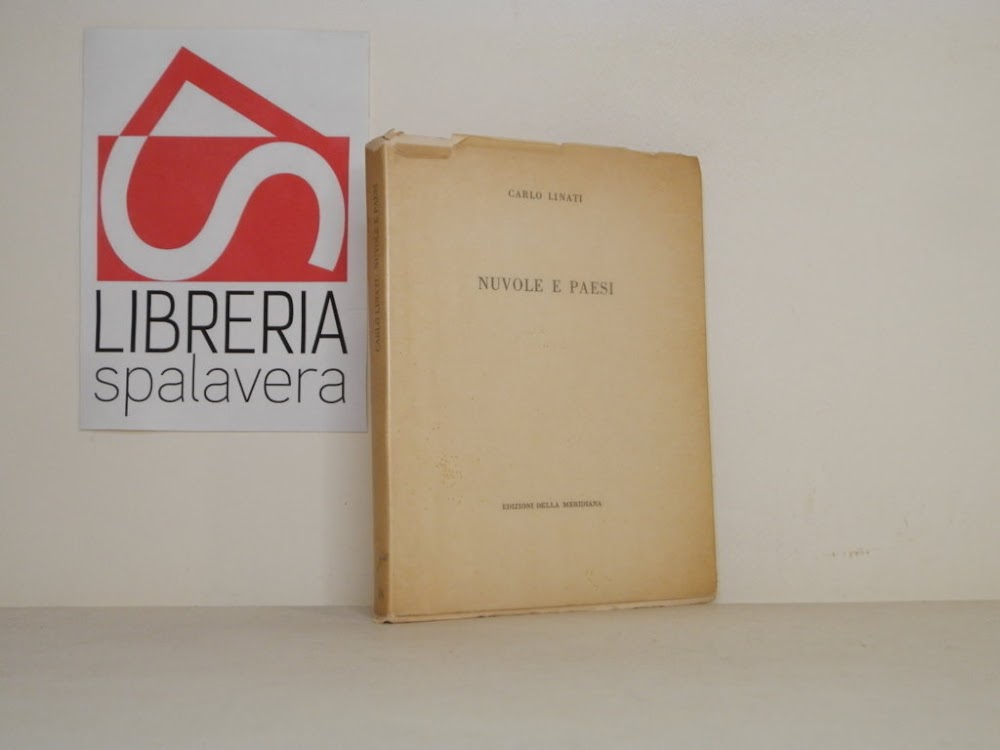 LIBRERIA
spalavera
CARLO LINATI NUVOLE E PAESI
CARLO LINATI
NUVOLE E PAESI
EDIZIONI DELLA MERIDIANA